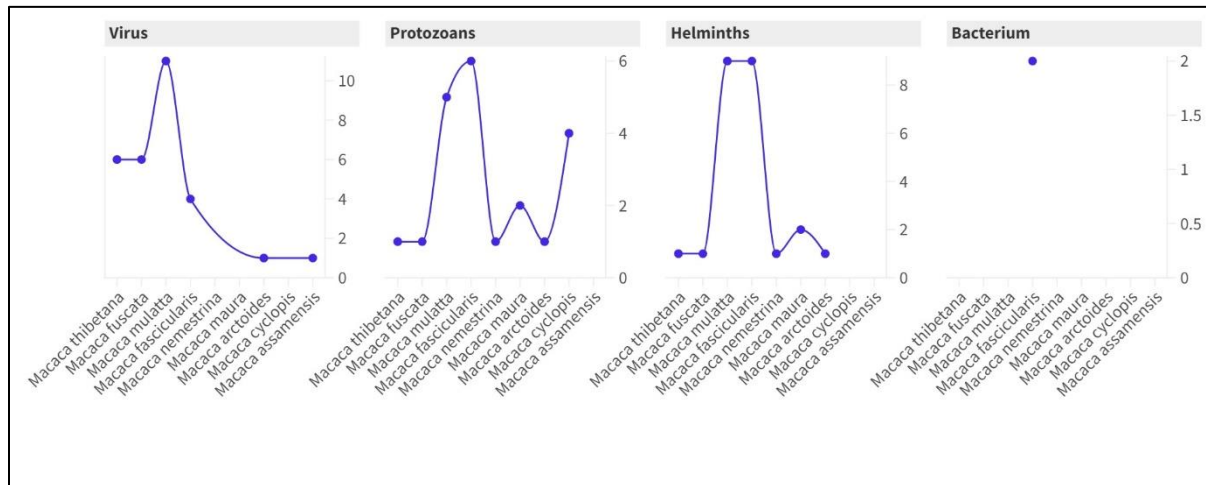 Virus
10
8
6
4
2
0
Macaca thibetana
Macaca fuscata
Macaca mulatta
Macaca fascicularis
Macaca nemestrina
Macaca maura
Macaca arctoides
Macaca cyclopis
Macaca assamensis
Protozoans
6
4
2
0
Macaca thibetana
Macaca fuscata
Macaca mulatta
Macaca fascicularis
Macaca nemestrina
Macaca maura
Macaca arctoides
Macaca cyclopis
Macaca assamensis
Helminths
8
6
4
2
0
Macaca thibetana
Macaca fuscata
Macaca mulatta
Macaca fascicularis
Macaca nemestrina
Macaca maura
Macaca arctoides
Macaca cyclopis
Macaca assamensis
Bacterium
2
1.5
1
0.5
0
Macaca thibetana
Macaca fuscata
Macaca mulatta
Macaca fascicularis
Macaca nemestrina
Macaca maura
Macaca arctoides
Macaca cyclopis
Macaca assamensis